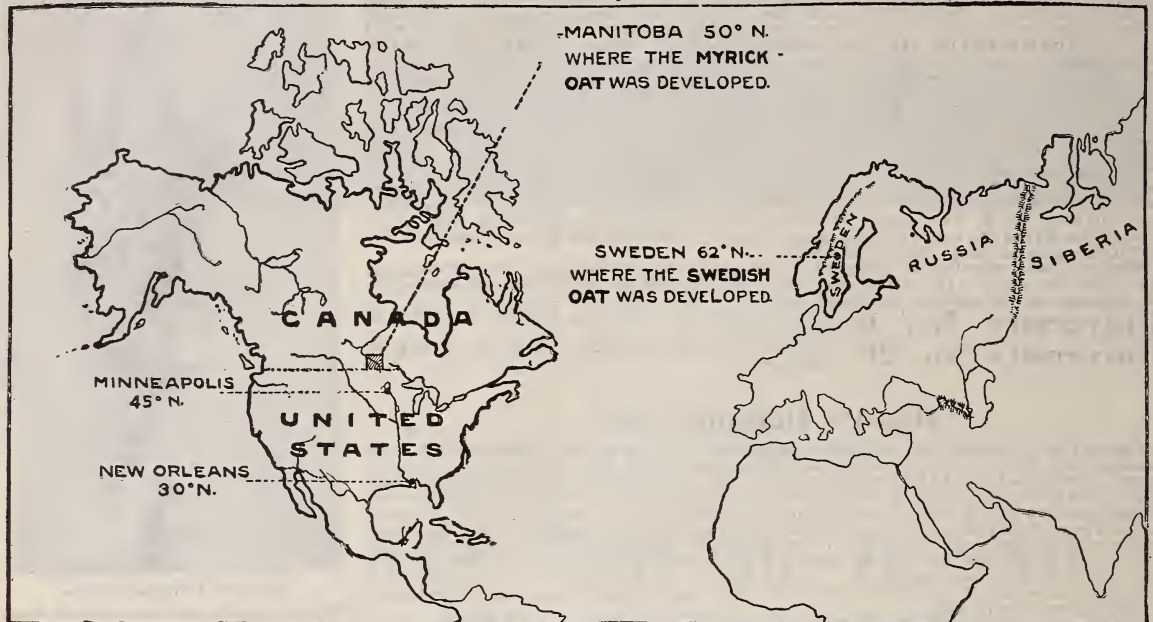 -MANITOBA 50° N.
WHERE THE MYRICK -
OAT WAS DEVELOPED.
SWEDEN 62° N.
WHERE THE SWEDISH
OAT WAS DEVELOPED.
SWEDEN
RUSSIA
SIBERIA
CANADA
MINNEAPOLIS
45° N.
UNITED
STATES
NEW ORLEANS
30° N.